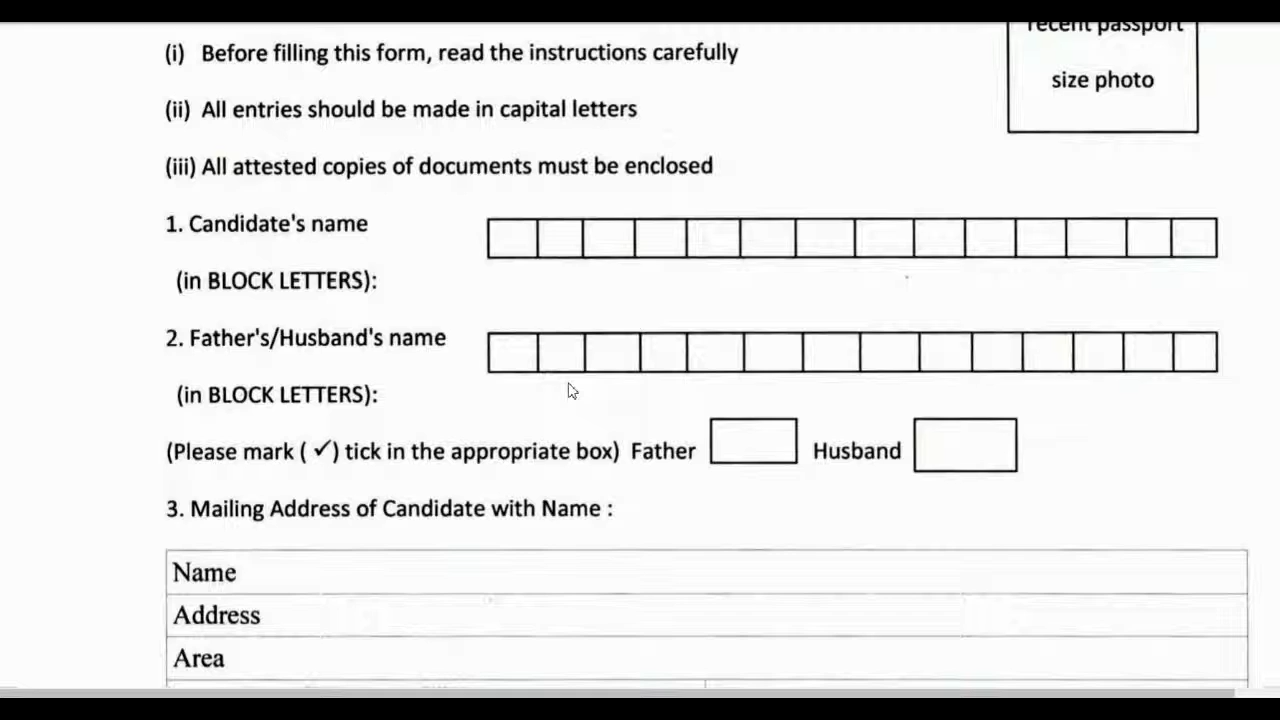 recent passport
(i) Before filling this form, read the instructions carefully
size photo
(ii) All entries should be made in capital letters
(iii) All attested copies of documents must be enclosed
1. Candidate's name
(in BLOCK LETTERS):
2. Father's/Husband's name
(in BLOCK LETTERS):
(Please mark ( ✓) tick in the appropriate box) Father Husband
3. Mailing Address of Candidate with Name :
Name
Address
Area